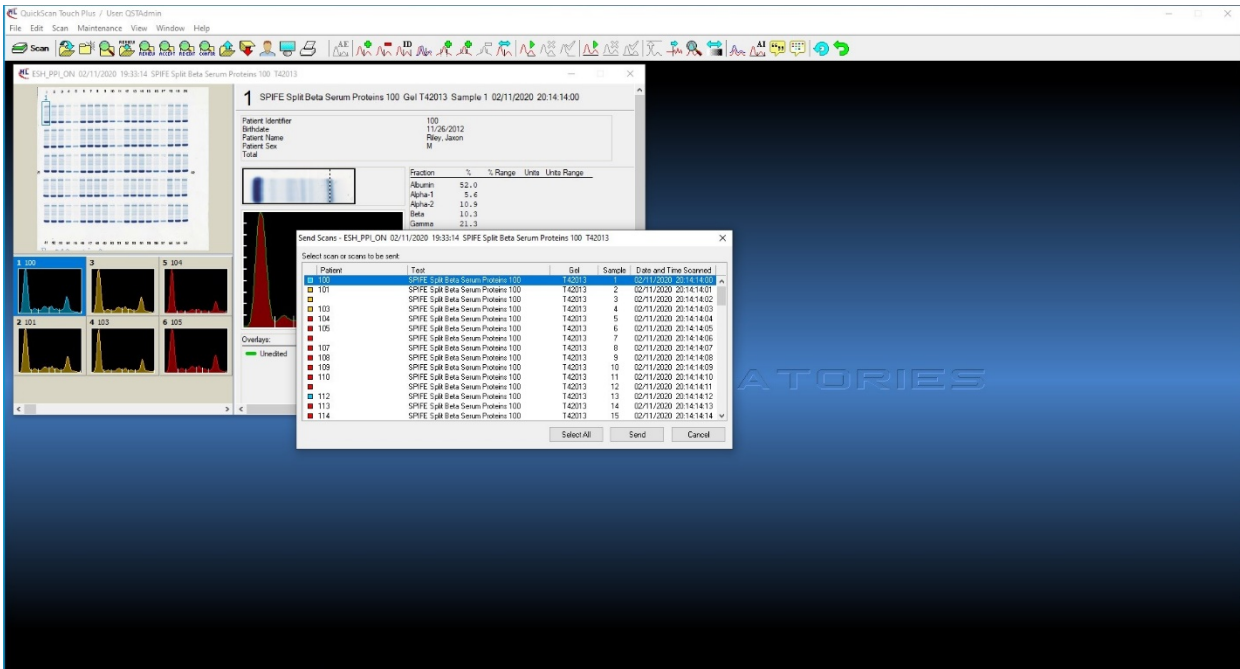 QuickScan Touch Plus / User: QSTAdmin
File Edit Scan Maintenance View Window Help
Scan
ESH_PPI_ON 02/11/2020 19:33:14 SPIFE Split Beta Serum Proteins 100 T42013
1 SPIFE Split Beta Serum Proteins 100 Gel T42013 Sample 1 02/11/2020 20:14:14:00
Patient Identifier 100
Birthdate 11/26/2012
Patient Name Riley, Jaxon
Patient Sex M
Total
Fraction % % Range Units Units Range
Albumin 52.0
Alpha-1 5.6
Alpha-2 10.9
Beta 10.3
Gamma 21.3
1 100
3
5 104
2 101
4 103
6 105
Overlays:
Unedited
Send Scans - ESH_PPI_ON 02/11/2020 19:33:14 SPIFE Split Beta Serum Proteins 100 T42013
Select scan or scans to be sent:
Patient Test Gel Sample Date and Time Scanned
100 SPIFE Split Beta Serum Proteins 100 T42013 1 02/11/2020 20:14:14:00
101 SPIFE Split Beta Serum Proteins 100 T42013 2 02/11/2020 20:14:14:01
SPIFE Split Beta Serum Proteins 100 T42013 3 02/11/2020 20:14:14:02
103 SPIFE Split Beta Serum Proteins 100 T42013 4 02/11/2020 20:14:14:03
104 SPIFE Split Beta Serum Proteins 100 T42013 5 02/11/2020 20:14:14:04
105 SPIFE Split Beta Serum Proteins 100 T42013 6 02/11/2020 20:14:14:05
SPIFE Split Beta Serum Proteins 100 T42013 7 02/11/2020 20:14:14:06
107 SPIFE Split Beta Serum Proteins 100 T42013 8 02/11/2020 20:14:14:07
108 SPIFE Split Beta Serum Proteins 100 T42013 9 02/11/2020 20:14:14:08
109 SPIFE Split Beta Serum Proteins 100 T42013 10 02/11/2020 20:14:14:09
110 SPIFE Split Beta Serum Proteins 100 T42013 11 02/11/2020 20:14:14:10
SPIFE Split Beta Serum Proteins 100 T42013 12 02/11/2020 20:14:14:11
112 SPIFE Split Beta Serum Proteins 100 T42013 13 02/11/2020 20:14:14:12
113 SPIFE Split Beta Serum Proteins 100 T42013 14 02/11/2020 20:14:14:13
114 SPIFE Split Beta Serum Proteins 100 T42013 15 02/11/2020 20:14:14:14
Select All Send Cancel
ATORIES